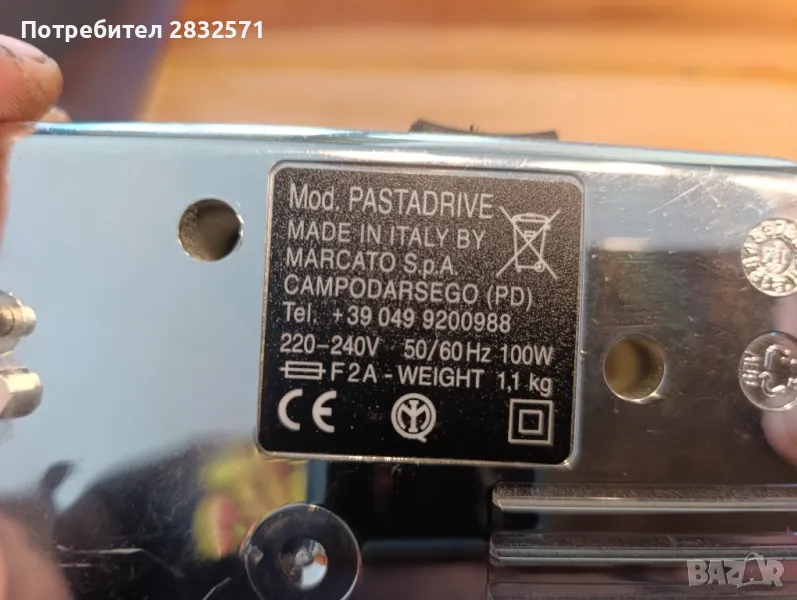 Потребител 2832571
Mod. PASTADRIVE
MADE IN ITALY BY
MARCATO S.p.A.
CAMPODARSEGO (PD)
Tel. +39 049 9200988
220-240V 50/60Hz 100W
F2A - WEIGHT 1,1 kg
CE
BAZAR